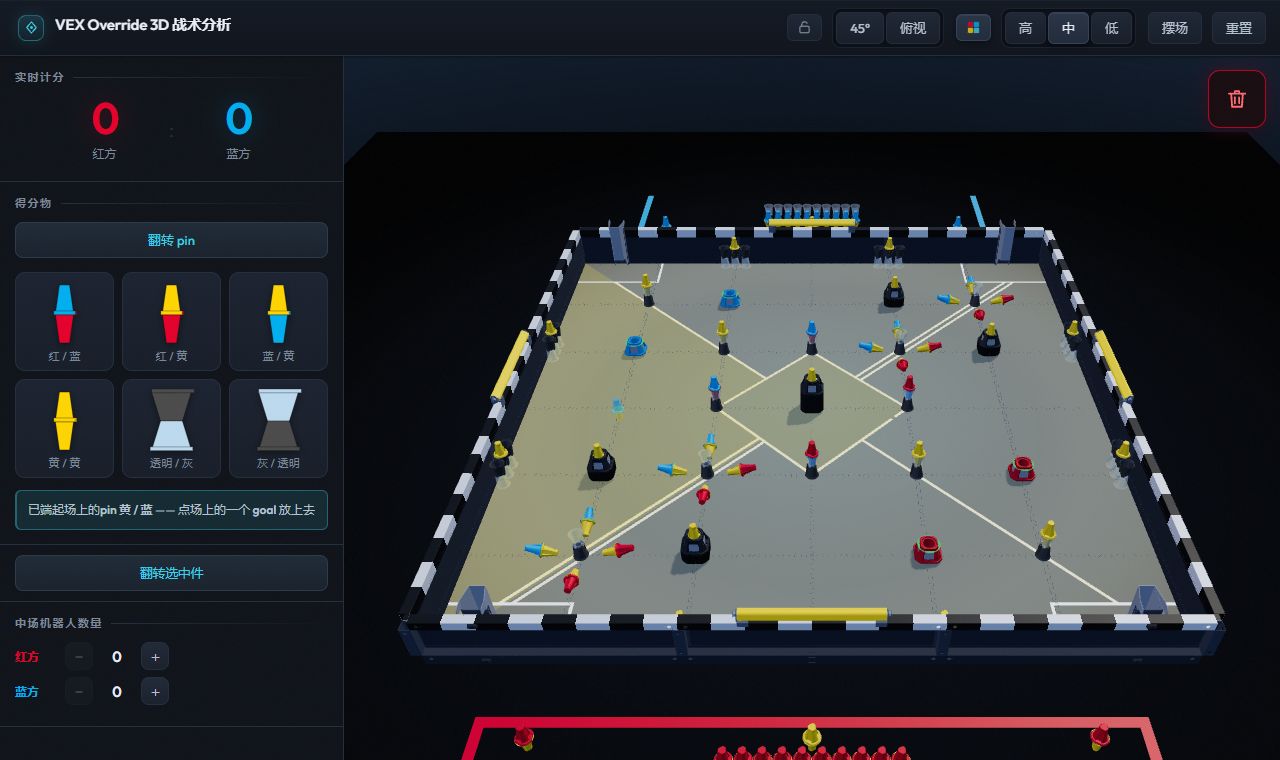 VEX Override 3D 战术分析
45° 俯视 高 中 低 摆场 重置
实时计分
0 : 0
红方 蓝方
得分物
翻转 pin
红 / 蓝 红 / 黄 蓝 / 黄
黄 / 黄 透明 / 灰 灰 / 透明
已端起场上的pin 黄 / 蓝 —— 点场上的一个 goal 放上去
翻转选中件
中场机器人数量
红方 − 0 +
蓝方 − 0 +